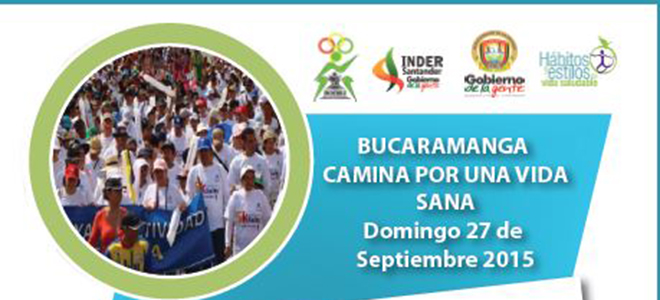 INDER
Santander
Gobierno
de la gente
Gobierno
de la gente
Hábitos
estilos
vida saludable
BUCARAMANGA
CAMINA POR UNA VIDA
SANA
Domingo 27 de
Septiembre 2015